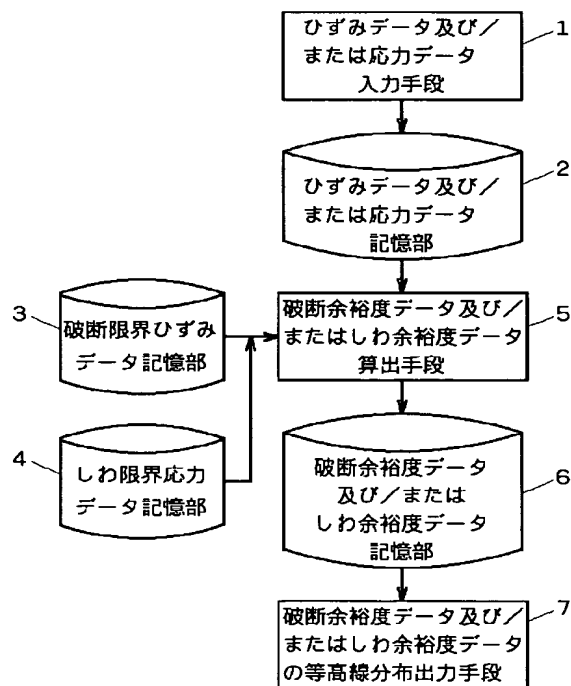 ひずみデータ及び／
または応力データ
入力手段
1
ひずみデータ及び／
または応力データ
記憶部
2
3
破断限界ひずみ
データ記憶部
破断余裕度データ及び／
またはしわ余裕度データ
算出手段
5
4
しわ限界応力
データ記憶部
破断余裕度データ
及び／または
しわ余裕度データ
記憶部
6
破断余裕度データ及び／
またはしわ余裕度データ
の等高線分布出力手段
7